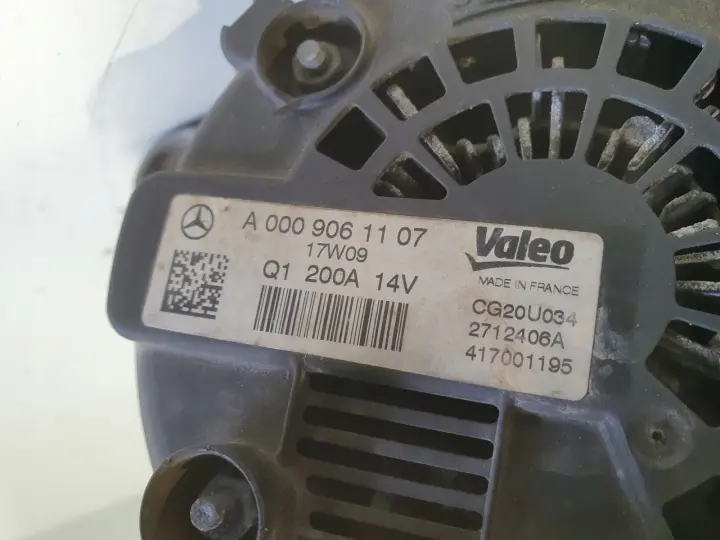 A 000 906 11 07
17W09
Q1 200A 14V
Valeo
MADE IN FRANCE
CG20U034
2712406A
417001195